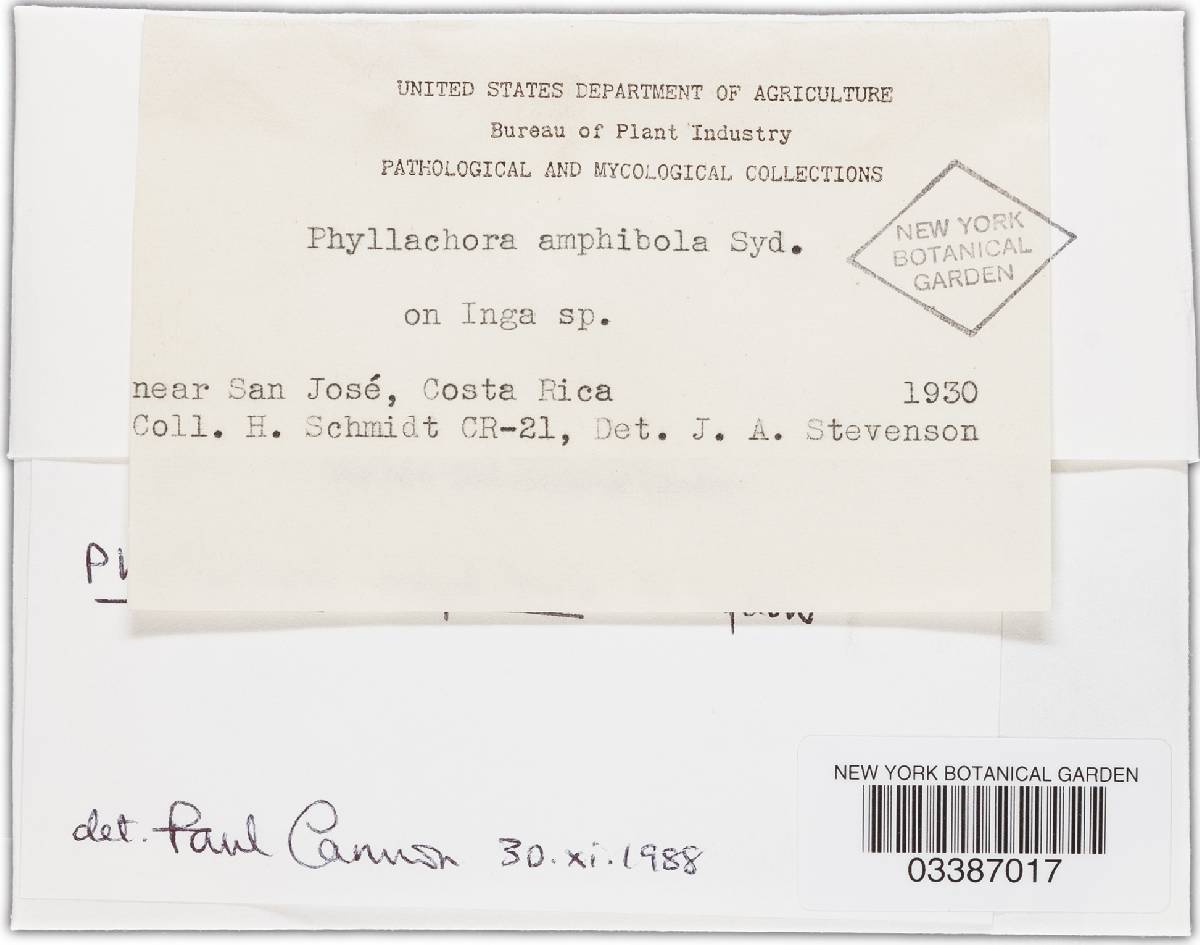 UNITED STATES DEPARTMENT OF AGRICULTURE
Bureau of Plant Industry
PATHOLOGICAL AND MYCOLOGICAL COLLECTIONS
Phyllachora amphibola Syd.
NEW YORK
BOTANICAL
GARDEN
on Inga sp.
near San José, Costa Rica 1930
Coll. H. Schmidt CR-21, Det. J. A. Stevenson
det. Paul Cannon 30.xi.1988
NEW YORK BOTANICAL GARDEN
03387017